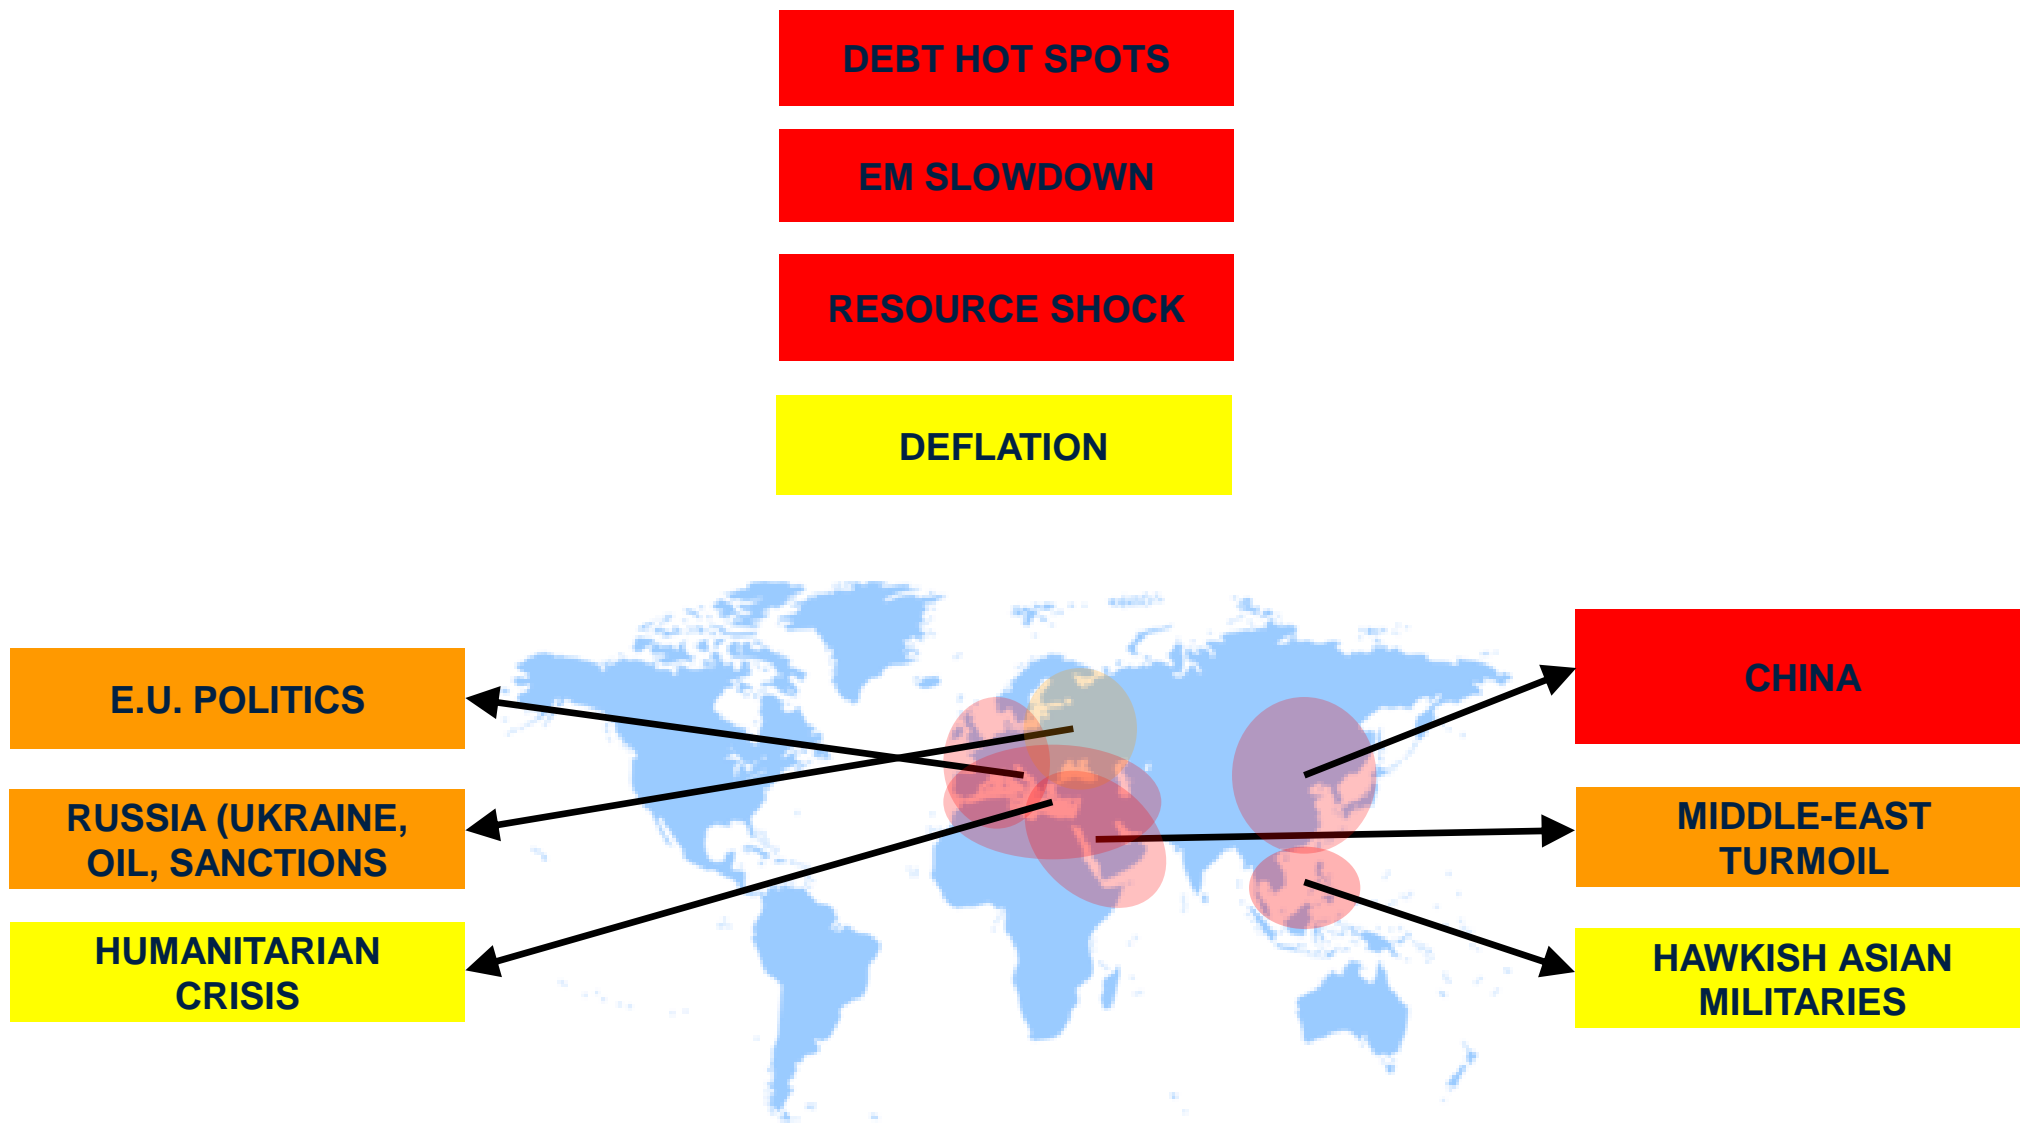 DEBT HOT SPOTS
EM SLOWDOWN
RESOURCE SHOCK
DEFLATION
E.U. POLITICS
RUSSIA (UKRAINE,
OIL, SANCTIONS
HUMANITARIAN
CRISIS
CHINA
MIDDLE-EAST
TURMOIL
HAWKISH ASIAN
MILITARIES